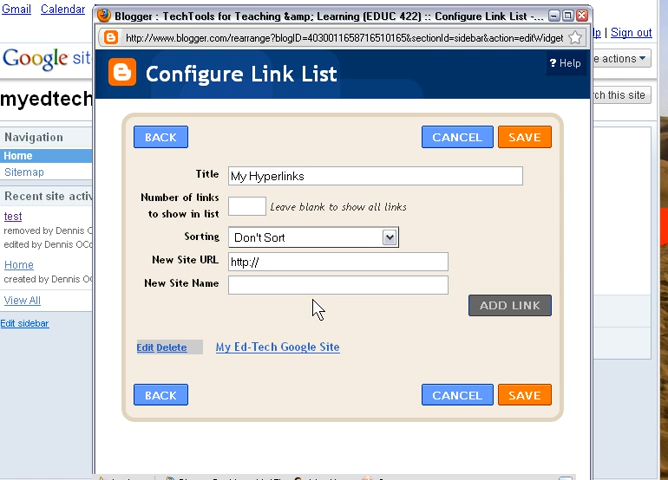 Gmail Calendar
Blogger : TechTools for Teaching &amp; Learning (EDUC 422) :: Configure Link List - ...
http://www.blogger.com/rearrange?blogID=4030011658716510165&sectionId=sidebar&action=editWidget
Sign out
Google
Configure Link List
? Help
e actions
myedtech
ch this site
Navigation
Home
Sitemap
Recent site activ
test
removed by Dennis O
edited by Dennis OCo
Home
created by Dennis O
View All
Edit sidebar
BACK
CANCEL
SAVE
Title
My Hyperlinks
Number of links
to show in list
Leave blank to show all links
Sorting
Don't Sort
New Site URL
http://
New Site Name
ADD LINK
Edit Delete
My Ed-Tech Google Site
BACK
CANCEL
SAVE